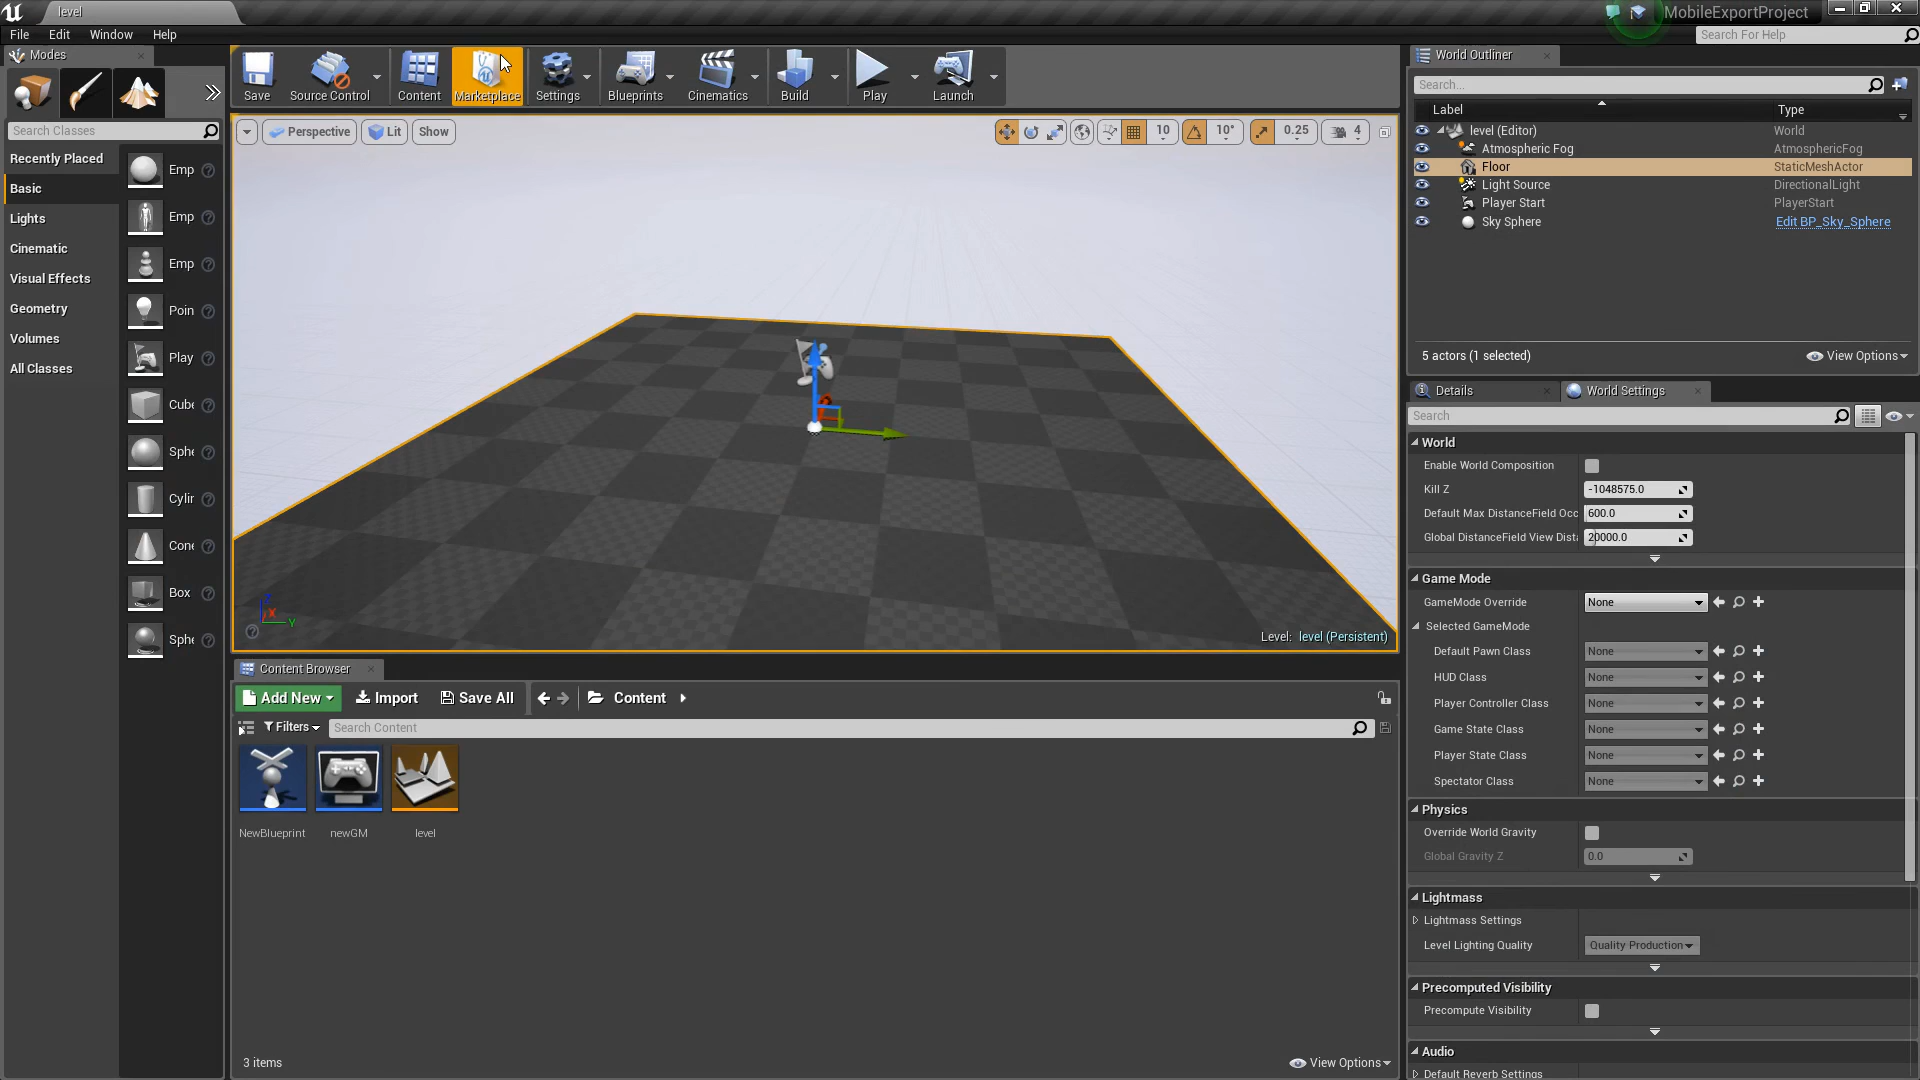 level
MobileExportProject
File Edit Window Help
Search For Help
Modes
Save
Source Control
Content
Marketplace
Settings
Blueprints
Cinematics
Build
Play
Launch
Search Classes
Recently Placed
Basic
Lights
Cinematic
Visual Effects
Geometry
Volumes
All Classes
Emp
Emp
Emp
Poin
Play
Cube
Sphe
Cylin
Cone
Box
Sphe
Perspective
Lit
Show
10
10°
0.25
4
X
Y
Level: level (Persistent)
World Outliner
Search...
Label Type
level (Editor) World
Atmospheric Fog AtmosphericFog
Floor StaticMeshActor
Light Source DirectionalLight
Player Start PlayerStart
Sky Sphere Edit BP_Sky_Sphere
5 actors (1 selected)
View Options
Details
World Settings
Search
World
Enable World Composition
Kill Z -1048575.0
Default Max DistanceField Occ 600.0
Global DistanceField View Dista 20000.0
Game Mode
GameMode Override None
Selected GameMode
Default Pawn Class None
HUD Class None
Player Controller Class None
Game State Class None
Player State Class None
Spectator Class None
Physics
Override World Gravity
Global Gravity Z 0.0
Lightmass
Lightmass Settings
Level Lighting Quality Quality Production
Precomputed Visibility
Precompute Visibility
Audio
Default Reverb Settings
Content Browser
Add New
Import
Save All
Content
Filters
Search Content
NewBlueprint
newGM
level
3 items
View Options